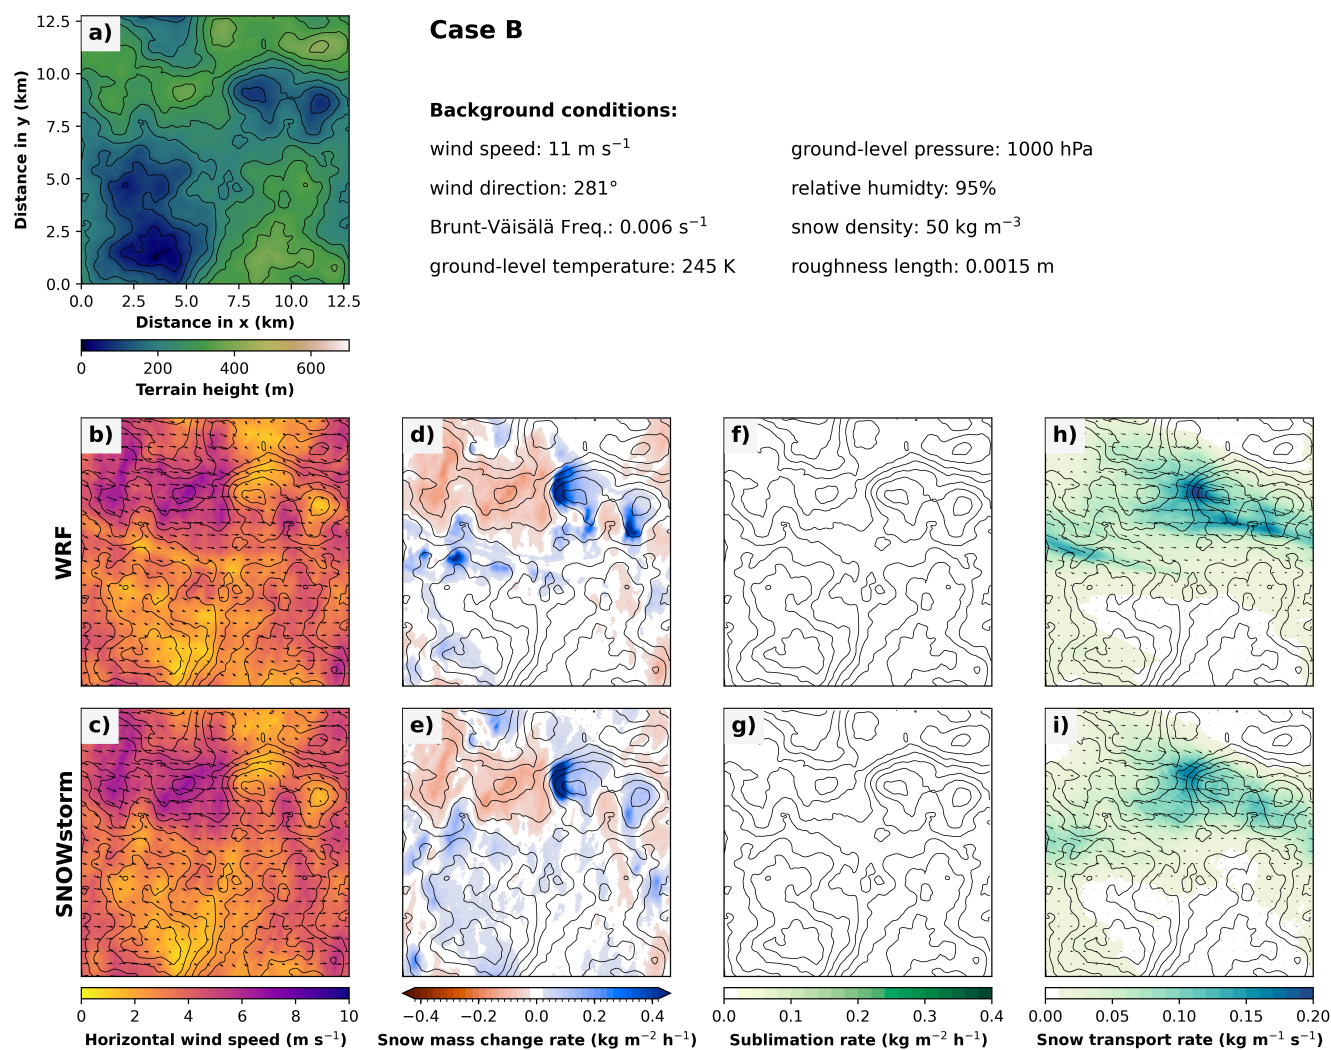 Case B
Background conditions:
wind speed: 11 m s⁻¹
ground-level pressure: 1000 hPa
wind direction: 281°
relative humidty: 95%
Brunt-Väisälä Freq.: 0.006 s⁻¹
snow density: 50 kg m⁻³
ground-level temperature: 245 K
roughness length: 0.0015 m
a)
12.5
10.0
7.5
5.0
2.5
0.0
Distance in y (km)
0.0 2.5 5.0 7.5 10.0 12.5
Distance in x (km)
0 200 400 600
Terrain height (m)
WRF
b) d) f) h)
SNOWstorm
c) e) g) i)
0 2 4 6 8 10
Horizontal wind speed (m s⁻¹)
−0.4 −0.2 0.0 0.2 0.4
Snow mass change rate (kg m⁻² h⁻¹)
0.0 0.1 0.2 0.3 0.4
Sublimation rate (kg m⁻² h⁻¹)
0.00 0.05 0.10 0.15 0.20
Snow transport rate (kg m⁻¹ s⁻¹)